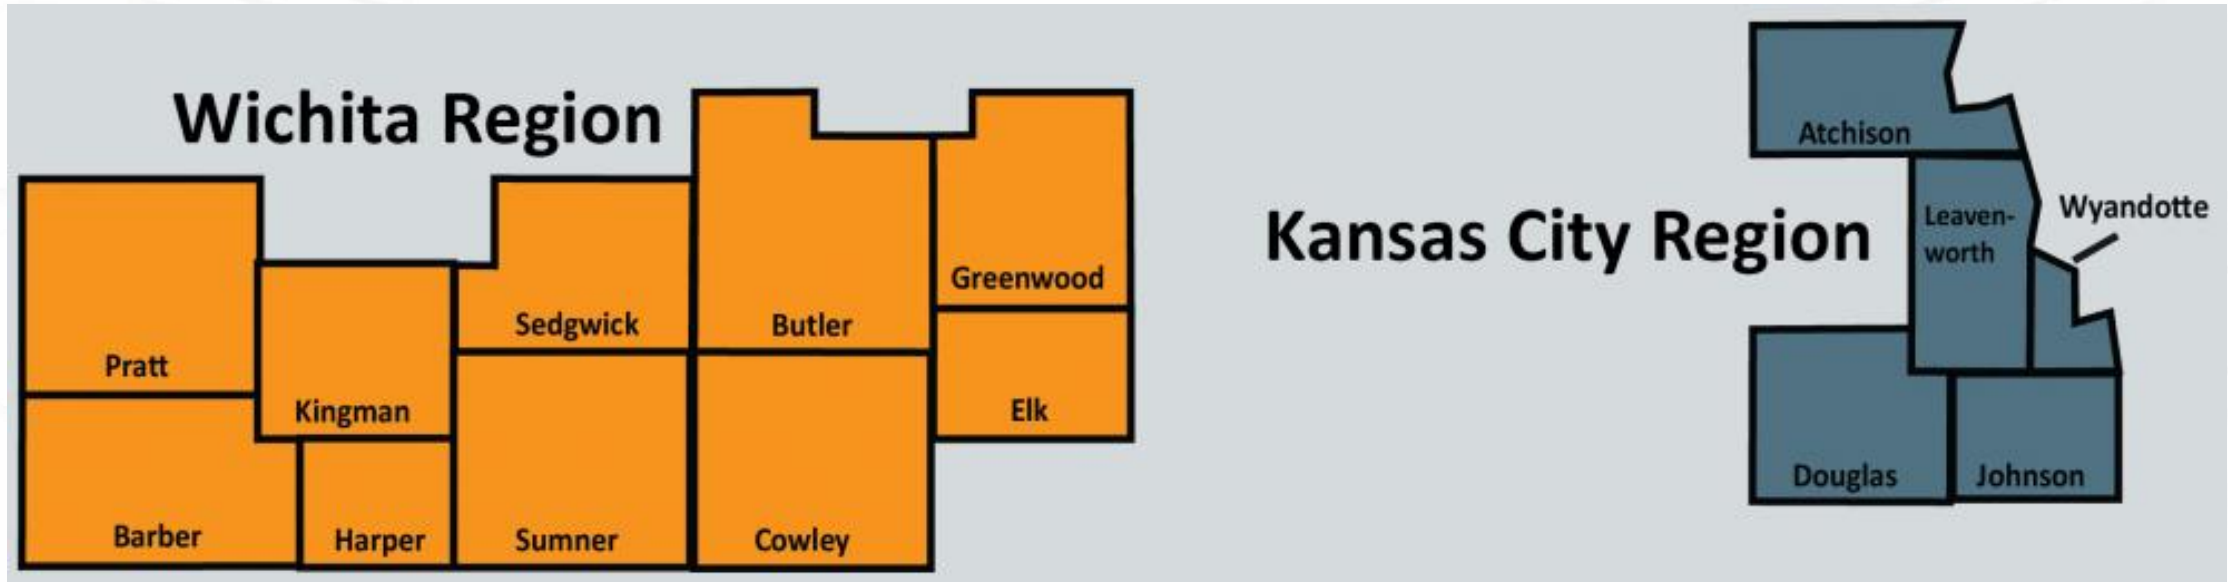 Wichita Region
Pratt
Kingman
Sedgwick
Butler
Greenwood
Elk
Barber
Harper
Sumner
Cowley
Kansas City Region
Atchison
Leaven-
worth
Wyandotte
Douglas
Johnson